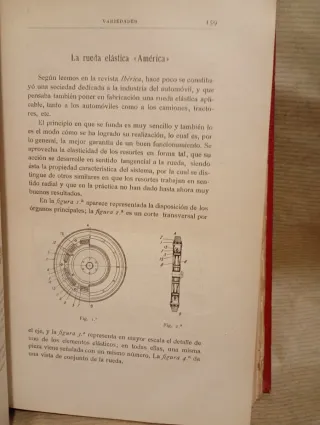 VARIEDADES 159
La rueda elástica «América»
Según leemos en la revista Ibérica, hace poco se constitu-
yó una sociedad dedicada a la industria del automóvil, y que
pensaba también poner en fabricación una rueda elástica apli-
cable, tanto a los automóviles como a los camiones, tracto-
res, etc.
El principio en que se funda es muy sencillo y también lo
es el modo cómo se ha logrado su realización, lo cual es, por
lo general, la mejor garantía de un buen funcionamiento. Se
aprovecha la elasticidad de los resortes en forma tal, que su
acción se desarrolla en sentido tangencial a la rueda, siendo
ésta la propiedad característica del sistema, por la cual es dis-
tingue de otros similares en que los resortes trabajan en sen-
tido radial y que en la práctica no han dado hasta ahora muy
buenos resultados.
En la figura 1.ª aparece representada la disposición de los
órganos principales; la figura 2.ª es un corte transversal por
Fig. 1.ª
Fig. 2.ª
el eje, y la figura 3.ª representa en mayor escala el detalle de
uno de los elementos elásticos, en todas ellas, una misma
pieza viene señalada con un mismo número. La figura 4.ª da
una vista de conjunto de la rueda.